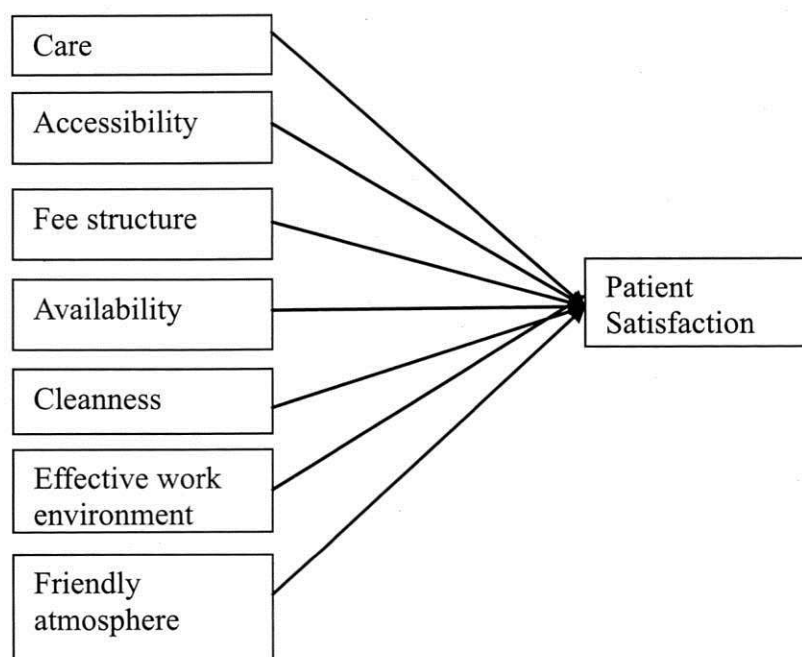 Care
Accessibility
Fee structure
Availability
Cleanness
Effective work
environment
Friendly
atmosphere
Patient
Satisfaction